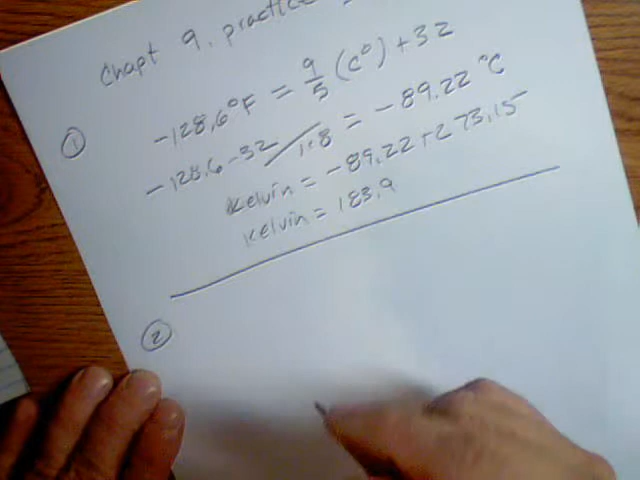 Chapt 9. practice
①
-128.6°F = 9/5 (C°) + 32
-128.6 - 32 / 1.8 = -89.22 °C
Kelvin = -89.22 + 273.15
Kelvin = 183.9
②